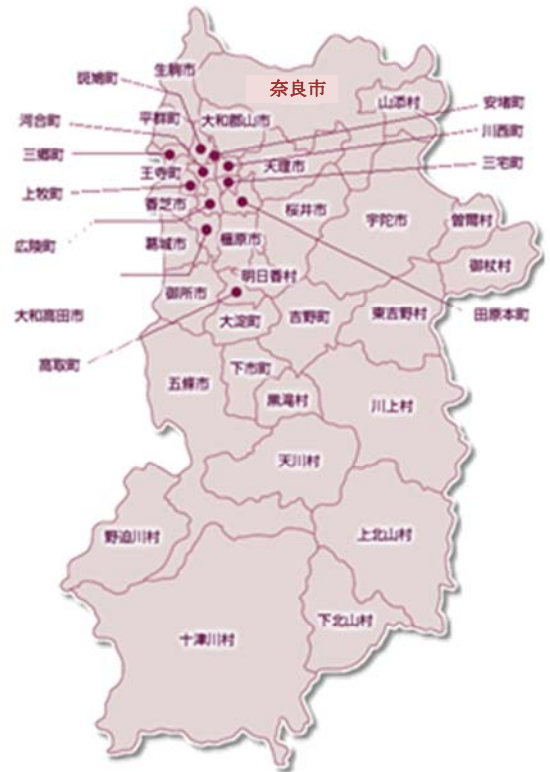 生駒市
斑鳩町
奈良市
山添村
安堵町
平群町
大和郡山市
河合町
川西町
三郷町
王寺町
天理市
三宅町
上牧町
香芝市
桜井市
宇陀市
曽爾村
広陵町
葛城市
橿原市
御杖村
明日香村
御所市
大和高田市
大淀町
吉野町
東吉野村
田原本町
高取町
下市町
五條市
黒滝村
川上村
天川村
野迫川村
上北山村
下北山村
十津川村